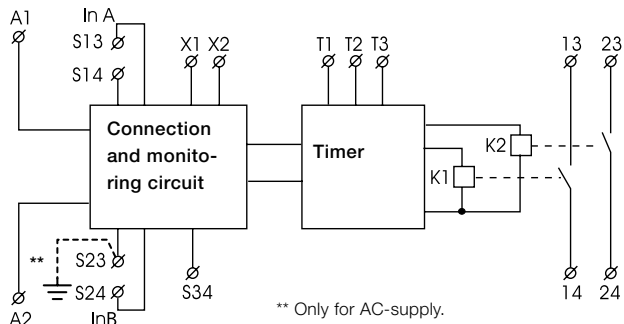 A1
In A
S13
S14
X1 X2
T1 T2 T3
13 23
Connection
and monito-
ring circuit
Timer
K2
K1
**
S23
S24
A2
InB
S34
** Only for AC-supply.
14 24